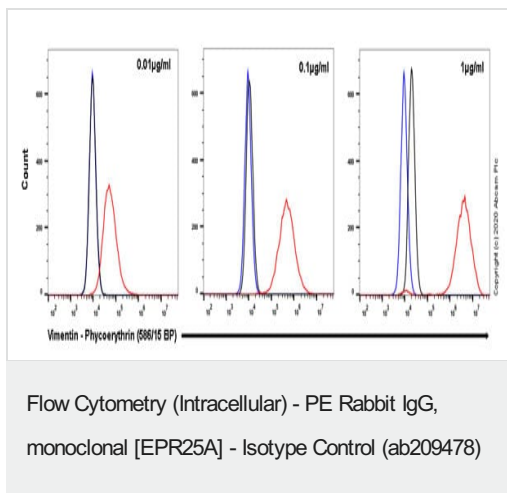 0.01µg/ml
0.1µg/ml
1µg/ml
Count
Vimentin - Phycoerythrin (586/15 BP)
Copyright (c) 2020 Abcam Plc
Flow Cytometry (Intracellular) - PE Rabbit IgG,
monoclonal [EPR25A] - Isotype Control (ab209478)